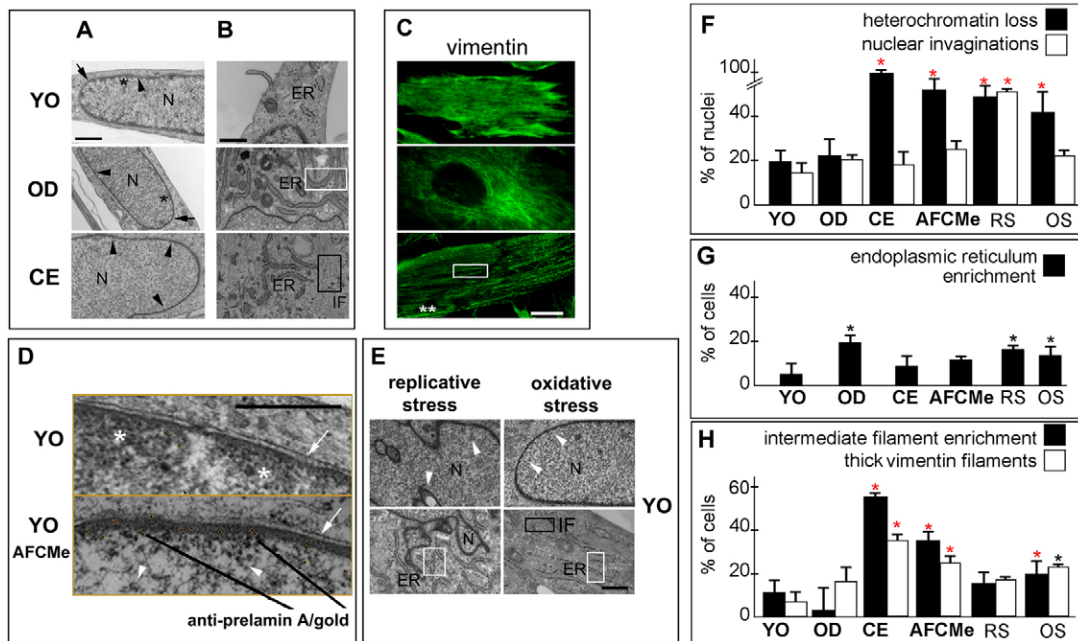 A
B
YO
N
*
ER
OD
N
*
ER
CE
N
ER
IF
C
vimentin
**
D
YO
*
*
YO
AFCMe
anti-prelamin A/gold
E
replicative
stress
oxidative
stress
N
N
YO
N
ER
IF
ER
F
heterochromatin loss
nuclear invaginations
% of nuclei
100
60
40
20
0
* * * * *
YO OD CE AFCMe RS OS
G
endoplasmic reticulum
enrichment
% of cells
40
20
0
* * *
YO OD CE AFCMe RS OS
H
intermediate filament enrichment
thick vimentin filaments
% of cells
60
40
20
0
* * * * * *
YO OD CE AFCMe RS OS